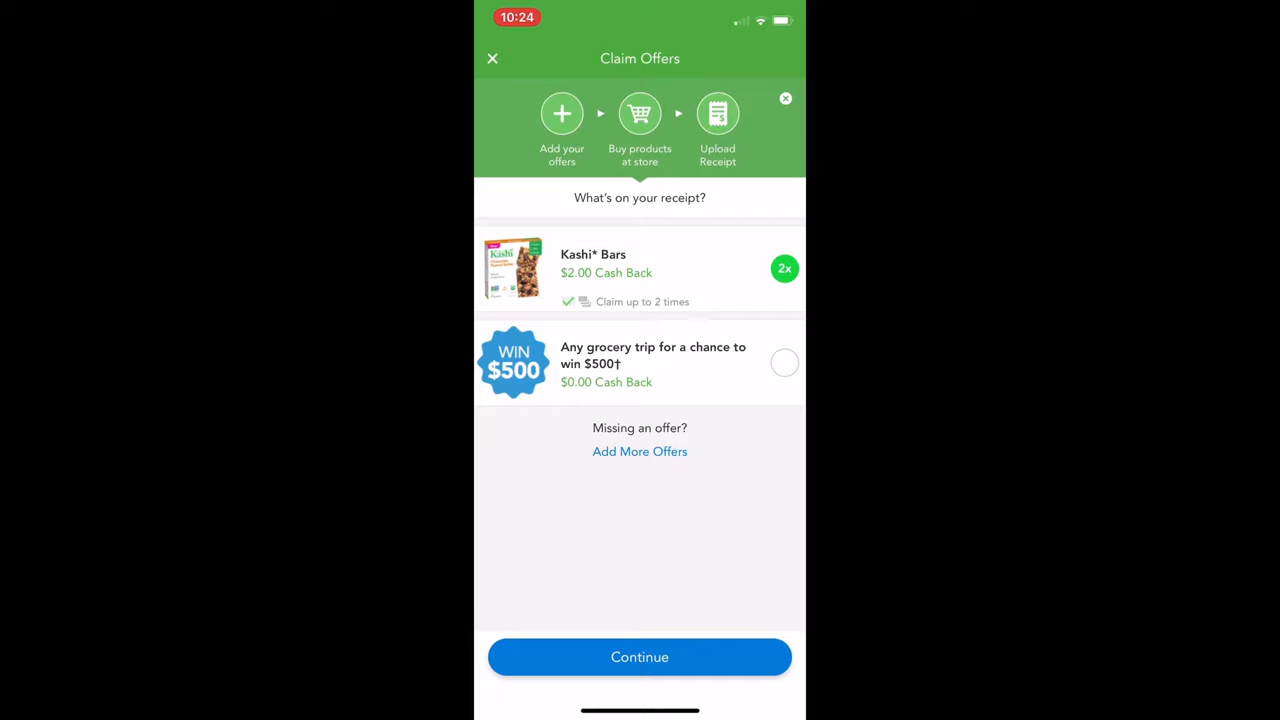 10:24
Claim Offers
Add your
offers
Buy products
at store
Upload
Receipt
What's on your receipt?
Kashi
Kashi* Bars
$2.00 Cash Back
2x
Claim up to 2 times
WIN
$500
Any grocery trip for a chance to
win $500†
$0.00 Cash Back
Missing an offer?
Add More Offers
Continue